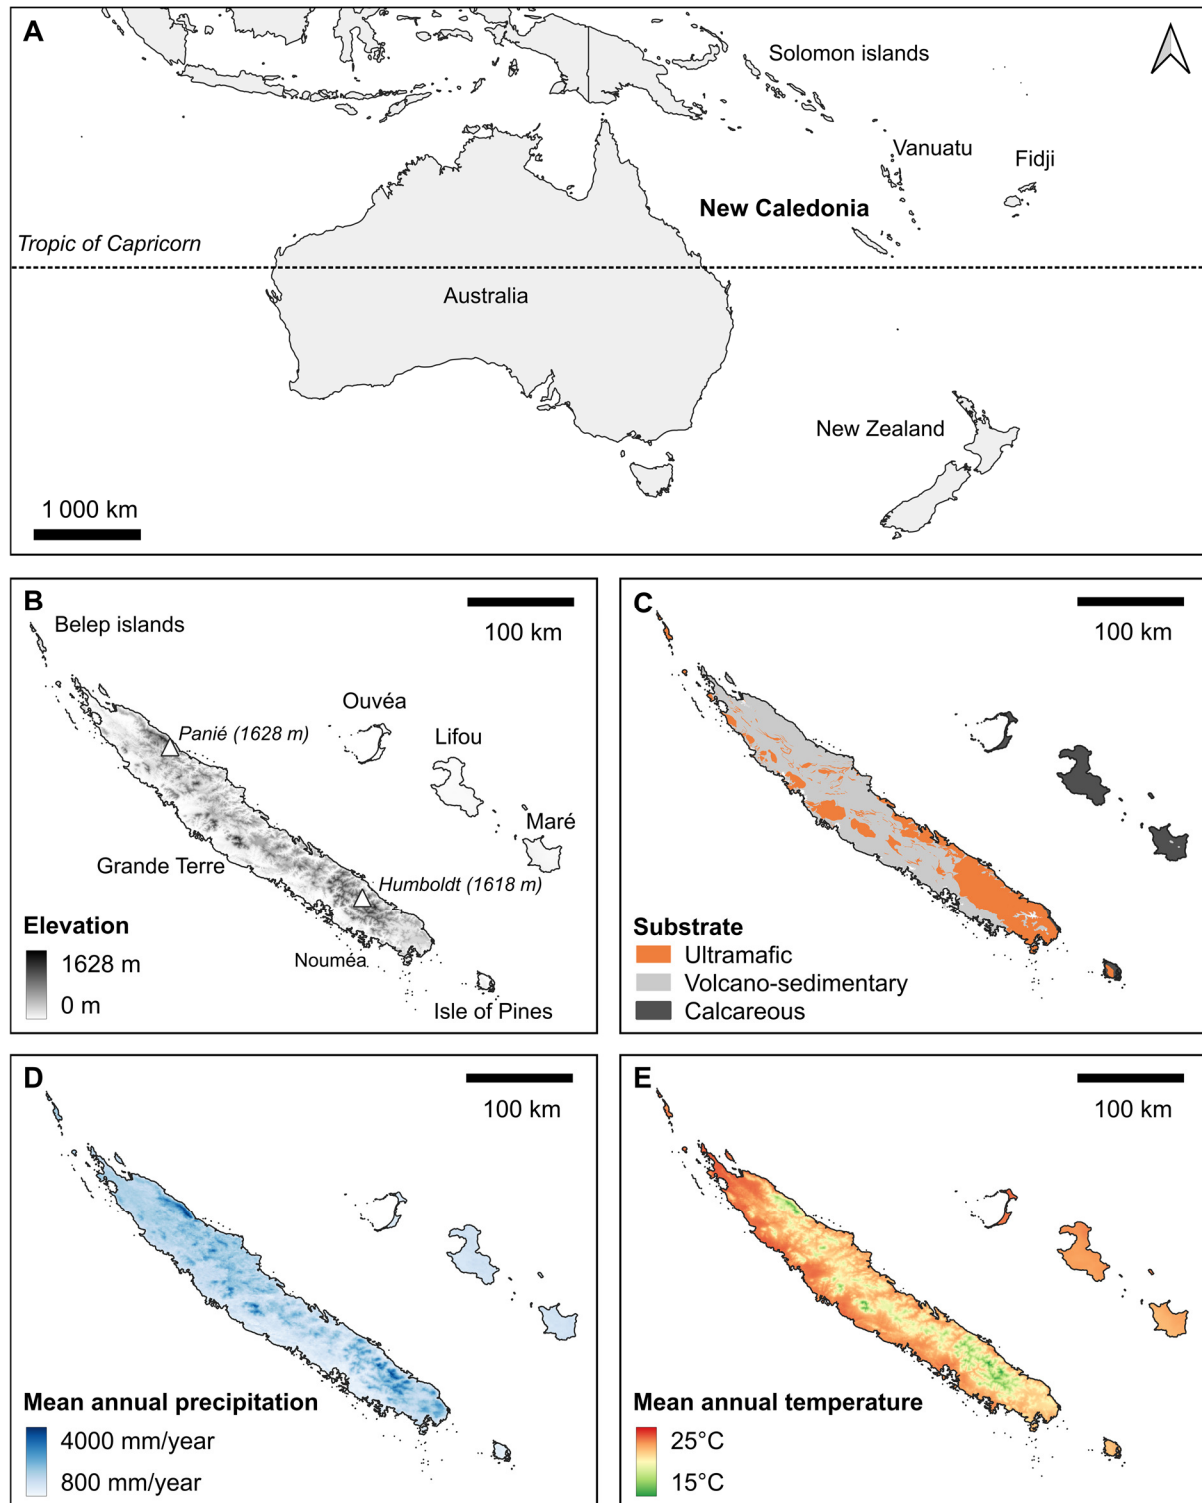 A
Solomon islands
Vanuatu
Fidji
New Caledonia
Tropic of Capricorn
Australia
New Zealand
1 000 km
B
100 km
Belep islands
Ouvéa
Panié (1628 m)
Lifou
Maré
Grande Terre
Humboldt (1618 m)
Elevation
1628 m
0 m
Nouméa
Isle of Pines
C
100 km
Substrate
Ultramafic
Volcano-sedimentary
Calcareous
D
100 km
Mean annual precipitation
4000 mm/year
800 mm/year
E
100 km
Mean annual temperature
25°C
15°C